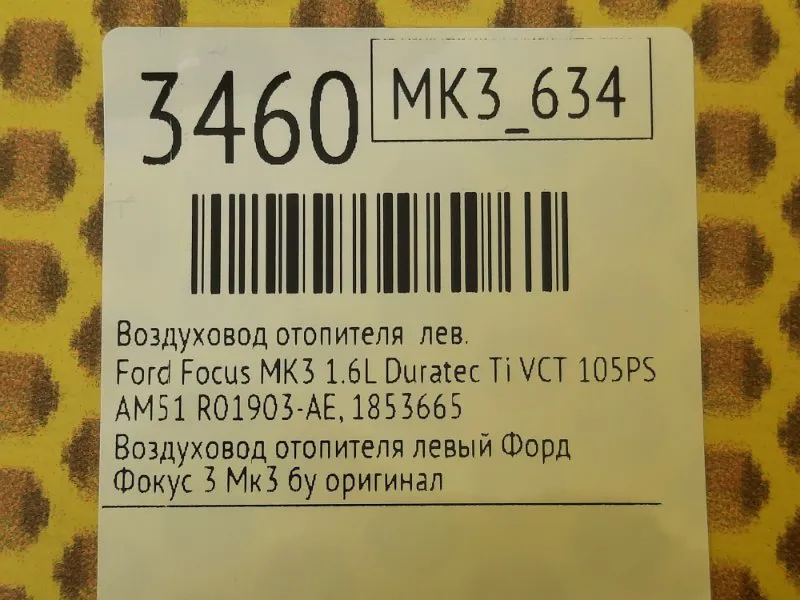 3460
MK3_634
Воздуховод отопителя лев.
Ford Focus MK3 1.6L Duratec Ti VCT 105PS
AM51 R01903-AE, 1853665
Воздуховод отопителя левый Форд
Фокус 3 Мк3 бу оригинал